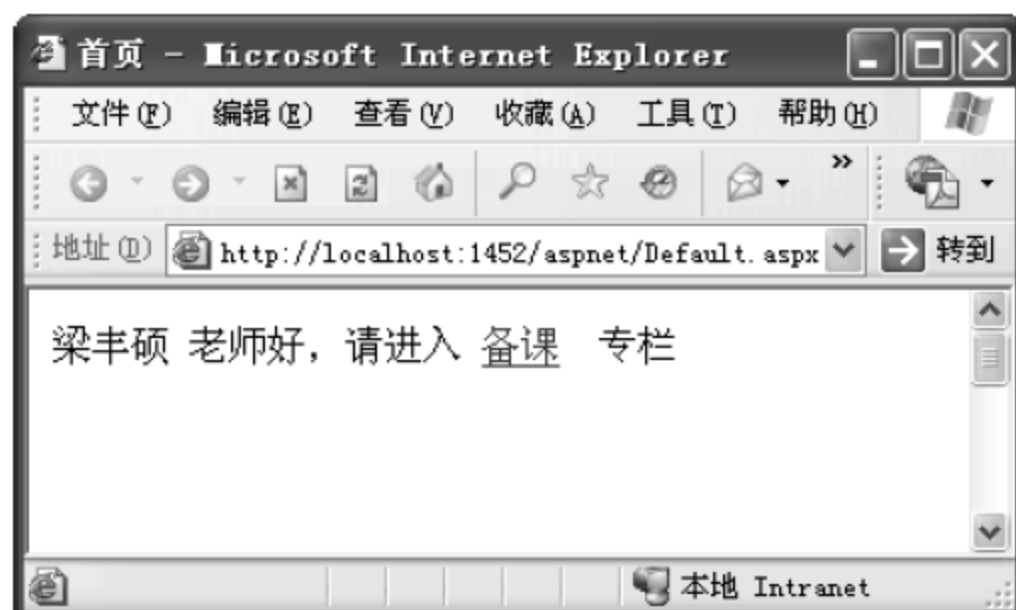 首页 - Microsoft Internet Explorer
文件(F) 编辑(E) 查看(V) 收藏(A) 工具(T) 帮助(H)
地址(D) http://localhost:1452/aspnet/Default.aspx 转到
梁丰硕 老师好，请进入 备课 专栏
本地 Intranet